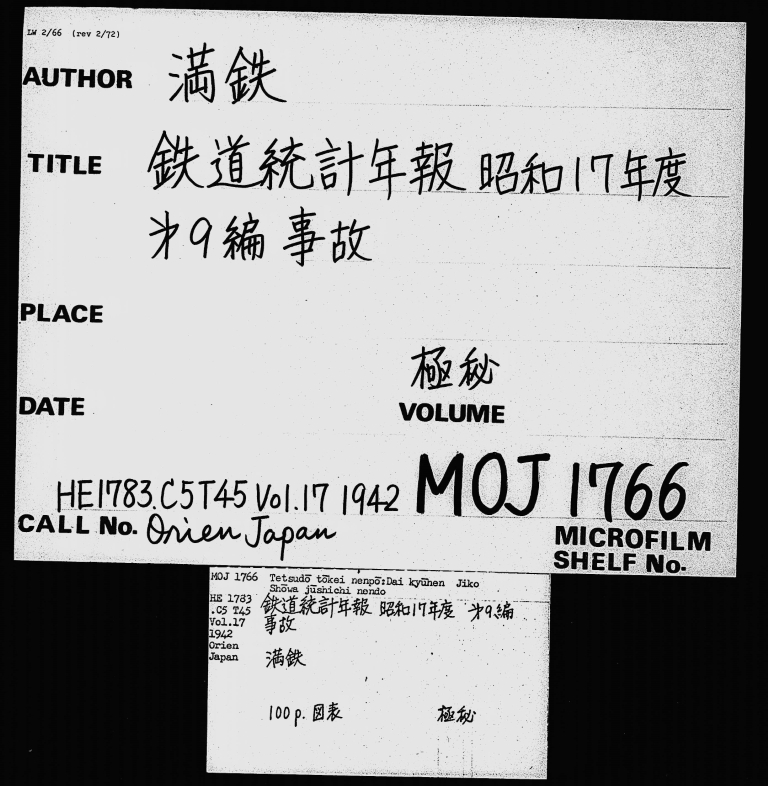 LW 2/66 (rev 2/72)
AUTHOR 満鉄
TITLE 鉄道統計年報 昭和17年度
㐧9編 事故
PLACE
極秘
DATE VOLUME
HE1783.C5T45 Vol.17 1942 MOJ 1766
CALL No. Orien Japan MICROFILM
SHELF No.
MOJ 1766 Tetsudō tōkei nenpō:Dai kyūhen Jiko
Shōwa jūshichi nendo
HE 1783 鉄道統計年報 昭和17年度 㐧9編
.C5 T45 事故
Vol.17
1942
Orien
Japan 満鉄
100p. 図表 極秘